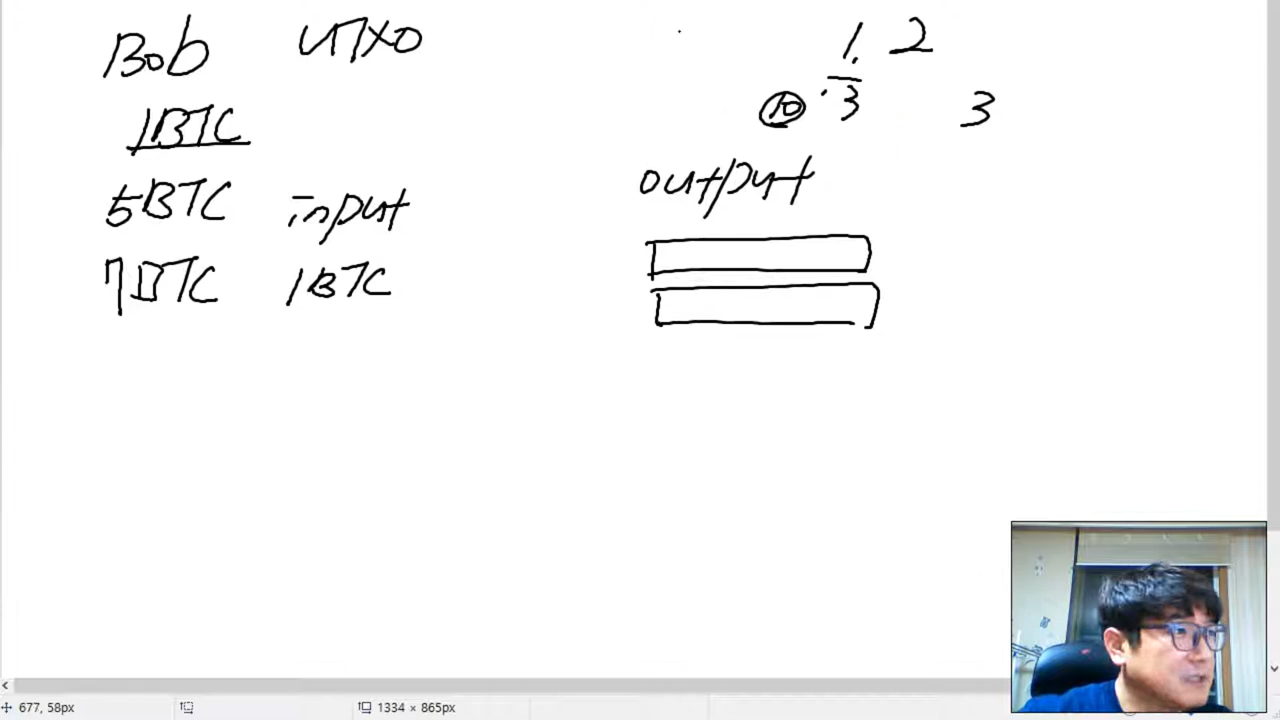 Bob UTXO
1BTC
5BTC input
7BTC 1BTC
1. 2
10 .3 3
output
677, 58px
1334 × 865px